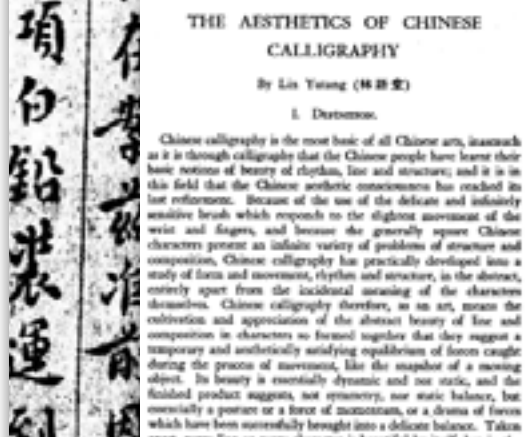 在案茲准前因
項白鉛裝運到
THE AESTHETICS OF CHINESE
CALLIGRAPHY
By Lin Yutang (林語堂)
I. Definition.
Chinese calligraphy is the most basic of all Chinese arts, inasmuch
as it is through calligraphy that the Chinese people have learnt their
basic notions of beauty of rhythm, line and structure; and it is in
this field that the Chinese aesthetic consciousness has reached its
last refinement. Because of the use of the delicate and infinitely
sensitive brush which responds to the slightest movement of the
wrist and fingers, and because the generally square Chinese
characters present an infinite variety of problems of structure and
composition, Chinese calligraphy has practically developed into a
study of form and movement, rhythm and structure, in the abstract,
entirely apart from the incidental meaning of the characters
themselves. Chinese calligraphy therefore, as an art, means the
cultivation and appreciation of the abstract beauty of line and
composition in characters so formed together that they suggest a
temporary and aesthetically satisfying equilibrium of forces caught
during the process of movement, like the snapshot of a moving
object. Its beauty is essentially dynamic and not static, and the
finished product suggests, not symmetry, nor static balance, but
essentially a posture or a force of momentum, or a drama of forces
which have been successfully brought into a delicate balance. Taken